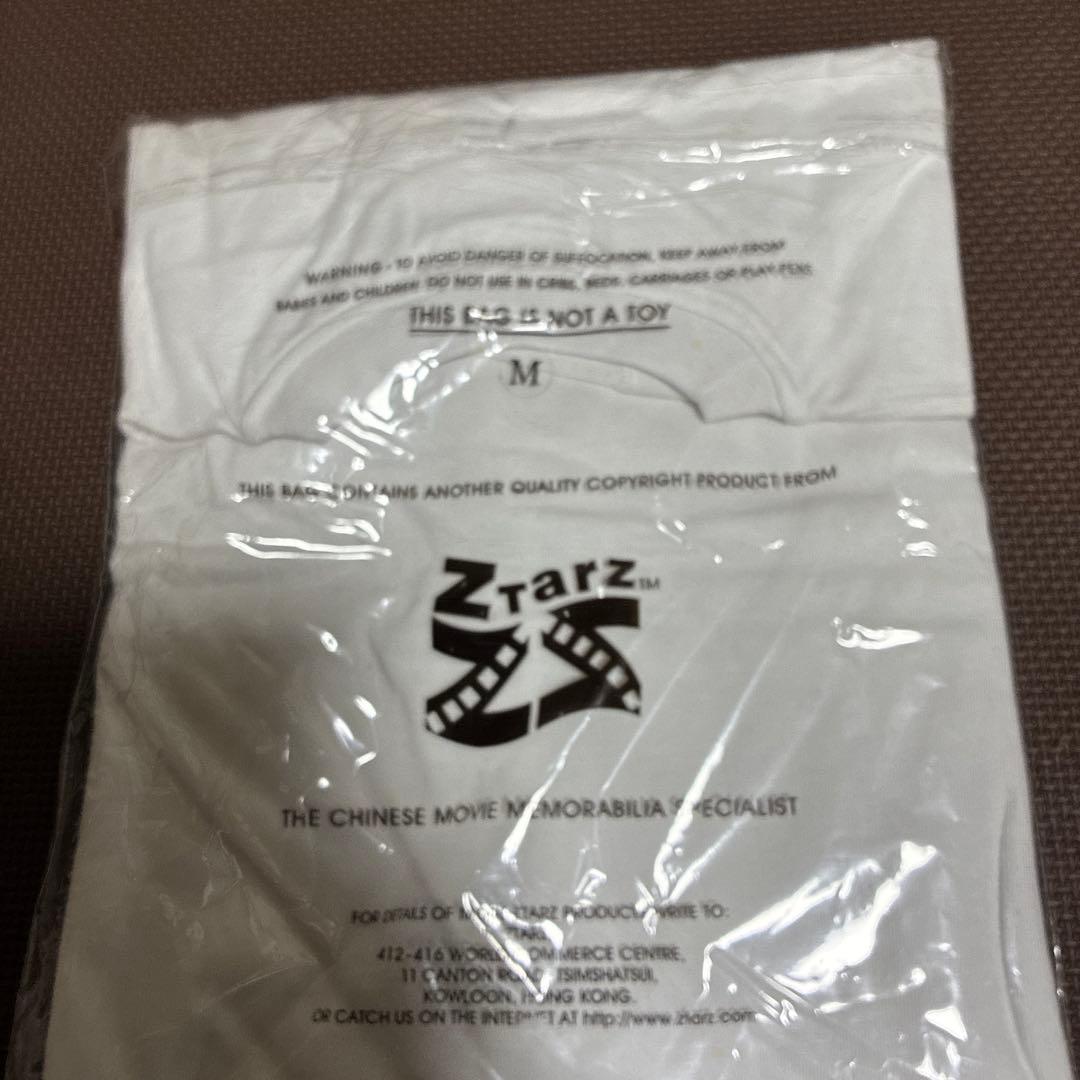 WARNING - TO AVOID DANGER OF SUFFOCATION, KEEP AWAY FROM
BABIES AND CHILDREN. DO NOT USE IN CRIBS, BEDS, CARRIAGES OR PLAY PENS
THIS BAG IS NOT A TOY
M
THIS BAG CONTAINS ANOTHER QUALITY COPYRIGHT PRODUCT FROM
ZTarz TM
THE CHINESE MOVIE MEMORABILIA SPECIALIST
FOR DETAILS OF MORE ZTARZ PRODUCTS WRITE TO:
ZTARZ
412-416 WORLD COMMERCE CENTRE,
11 CANTON ROAD, TSIMSHATSUI,
KOWLOON, HONG KONG.
OR CATCH US ON THE INTERNET AT http://www.ztarz.com